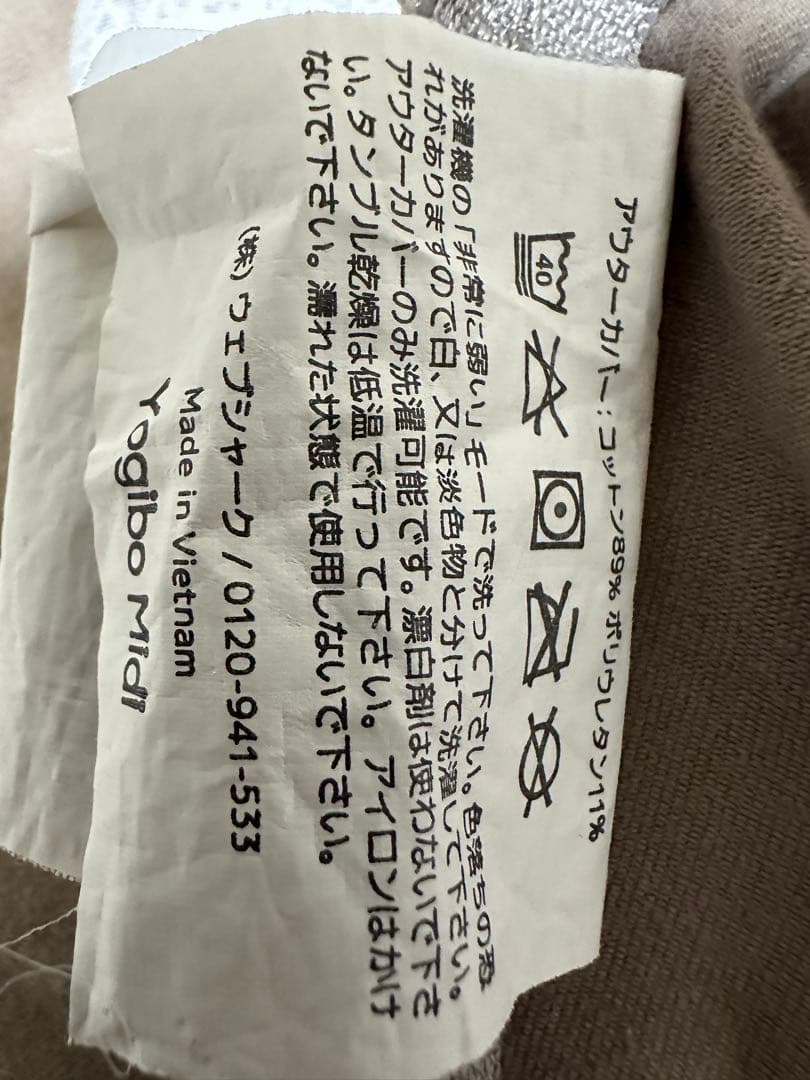 アウターカバー：コットン89% ポリウレタン11%
40
洗濯機の「非常に弱い」モードで洗って下さい。色落ちの恐
れがありますので白、又は淡色物と分けて洗濯して下さい。
アウターカバーのみ洗濯可能です。漂白剤は使わないで下さ
い。タンブル乾燥は低温で行って下さい。アイロンはかけ
ないで下さい。濡れた状態で使用しないで下さい。
(株)ウェブシャーク / 0120-941-533
Made in Vietnam
Yogibo Midi